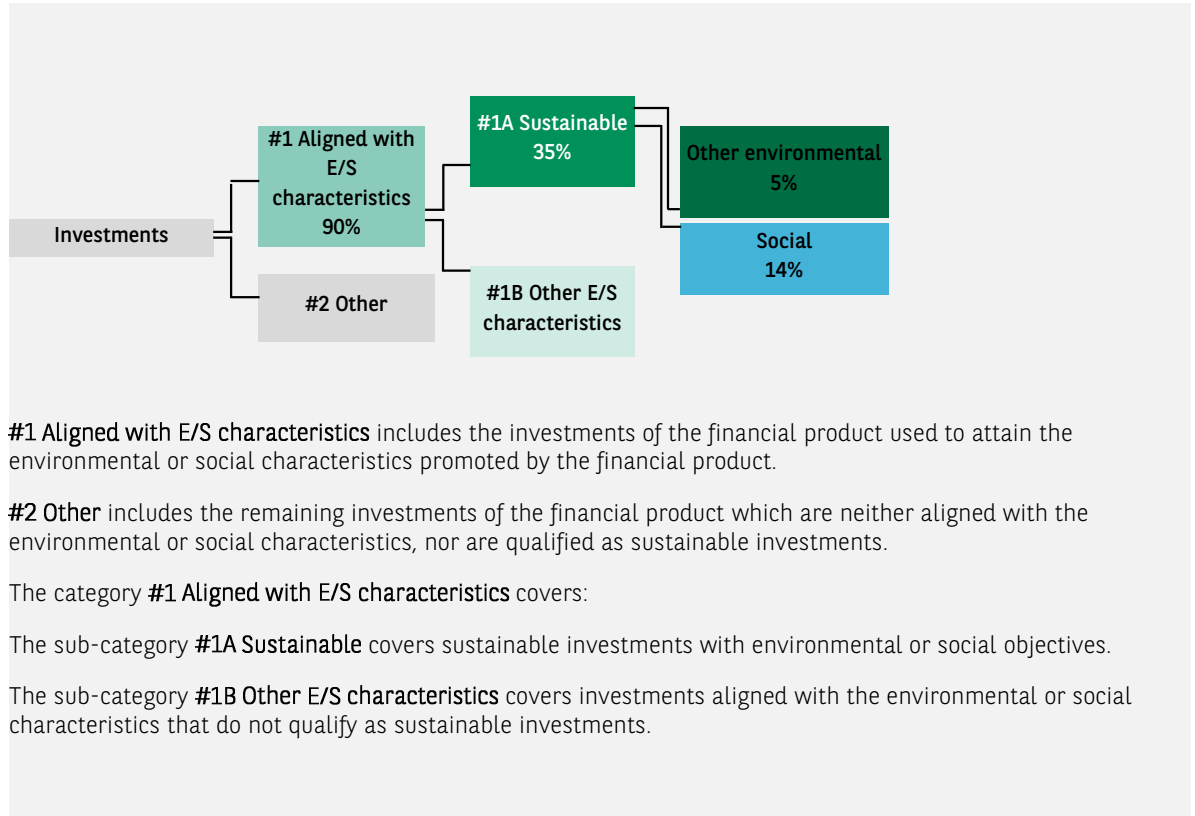 Investments
#1 Aligned with
E/S
characteristics
90%
#2 Other
#1A Sustainable
35%
#1B Other E/S
characteristics
Other environmental
5%
Social
14%
#1 Aligned with E/S characteristics includes the investments of the financial product used to attain the
environmental or social characteristics promoted by the financial product.
#2 Other includes the remaining investments of the financial product which are neither aligned with the
environmental or social characteristics, nor are qualified as sustainable investments.
The category #1 Aligned with E/S characteristics covers:
The sub-category #1A Sustainable covers sustainable investments with environmental or social objectives.
The sub-category #1B Other E/S characteristics covers investments aligned with the environmental or social
characteristics that do not qualify as sustainable investments.